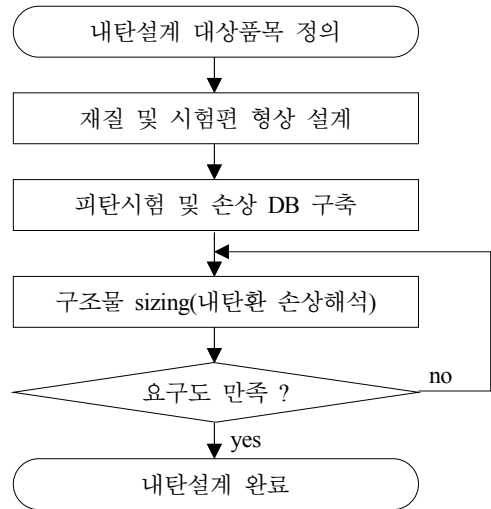 내탄설계 대상품목 정의
재질 및 시험편 형상 설계
피탄시험 및 손상 DB 구축
구조물 sizing(내탄환 손상해석)
요구도 만족 ?
no
yes
내탄설계 완료